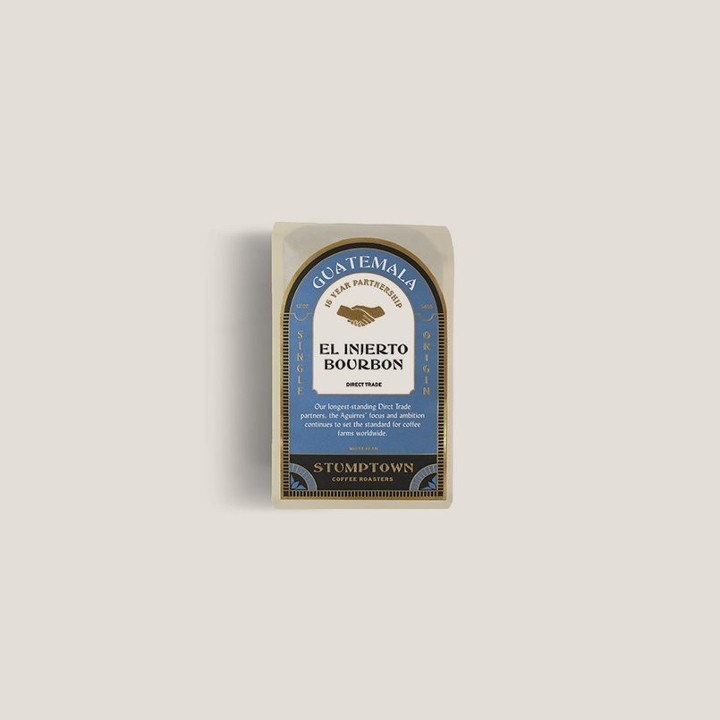 GUATEMALA
15 YEAR PARTNERSHIP
SINGLE
ORIGIN
EL INJERTO
BOURBON
DIRECT TRADE
Our longest-standing Dirct Trade
partners, the Aguirres' focus and ambition
continues to set the standard for coffee
farms worldwide.
STUMPTOWN
COFFEE ROASTERS